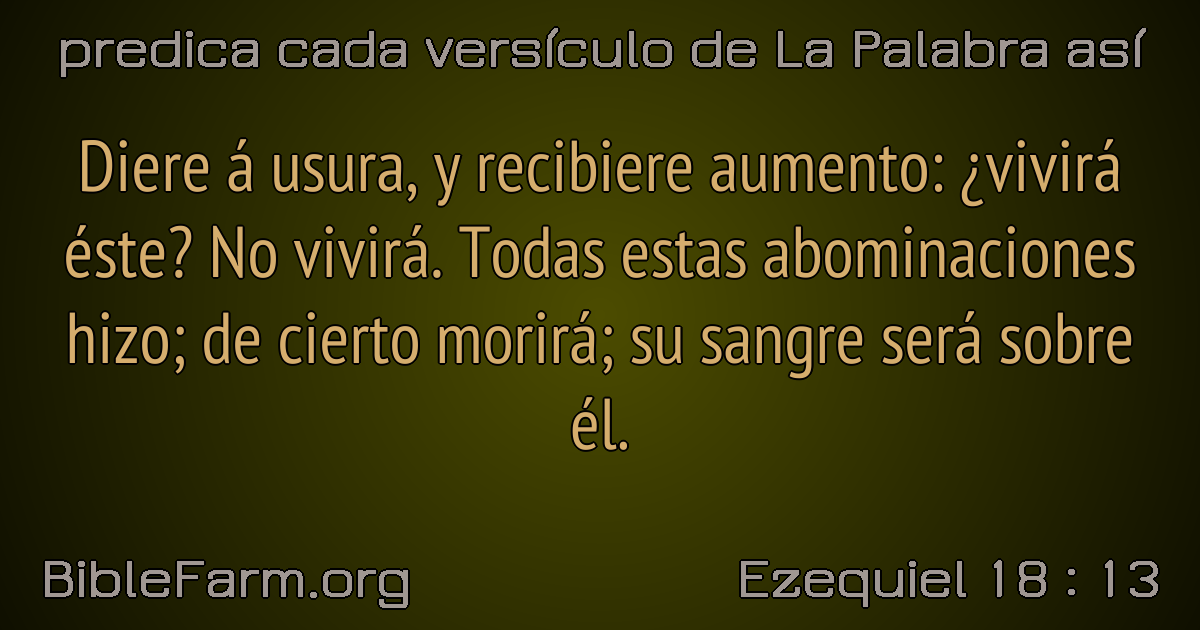 predica cada versículo de La Palabra así
Diere á usura, y recibiere aumento: ¿vivirá
éste? No vivirá. Todas estas abominaciones
hizo; de cierto morirá; su sangre será sobre
él.
BibleFarm.org
Ezequiel 18 : 13